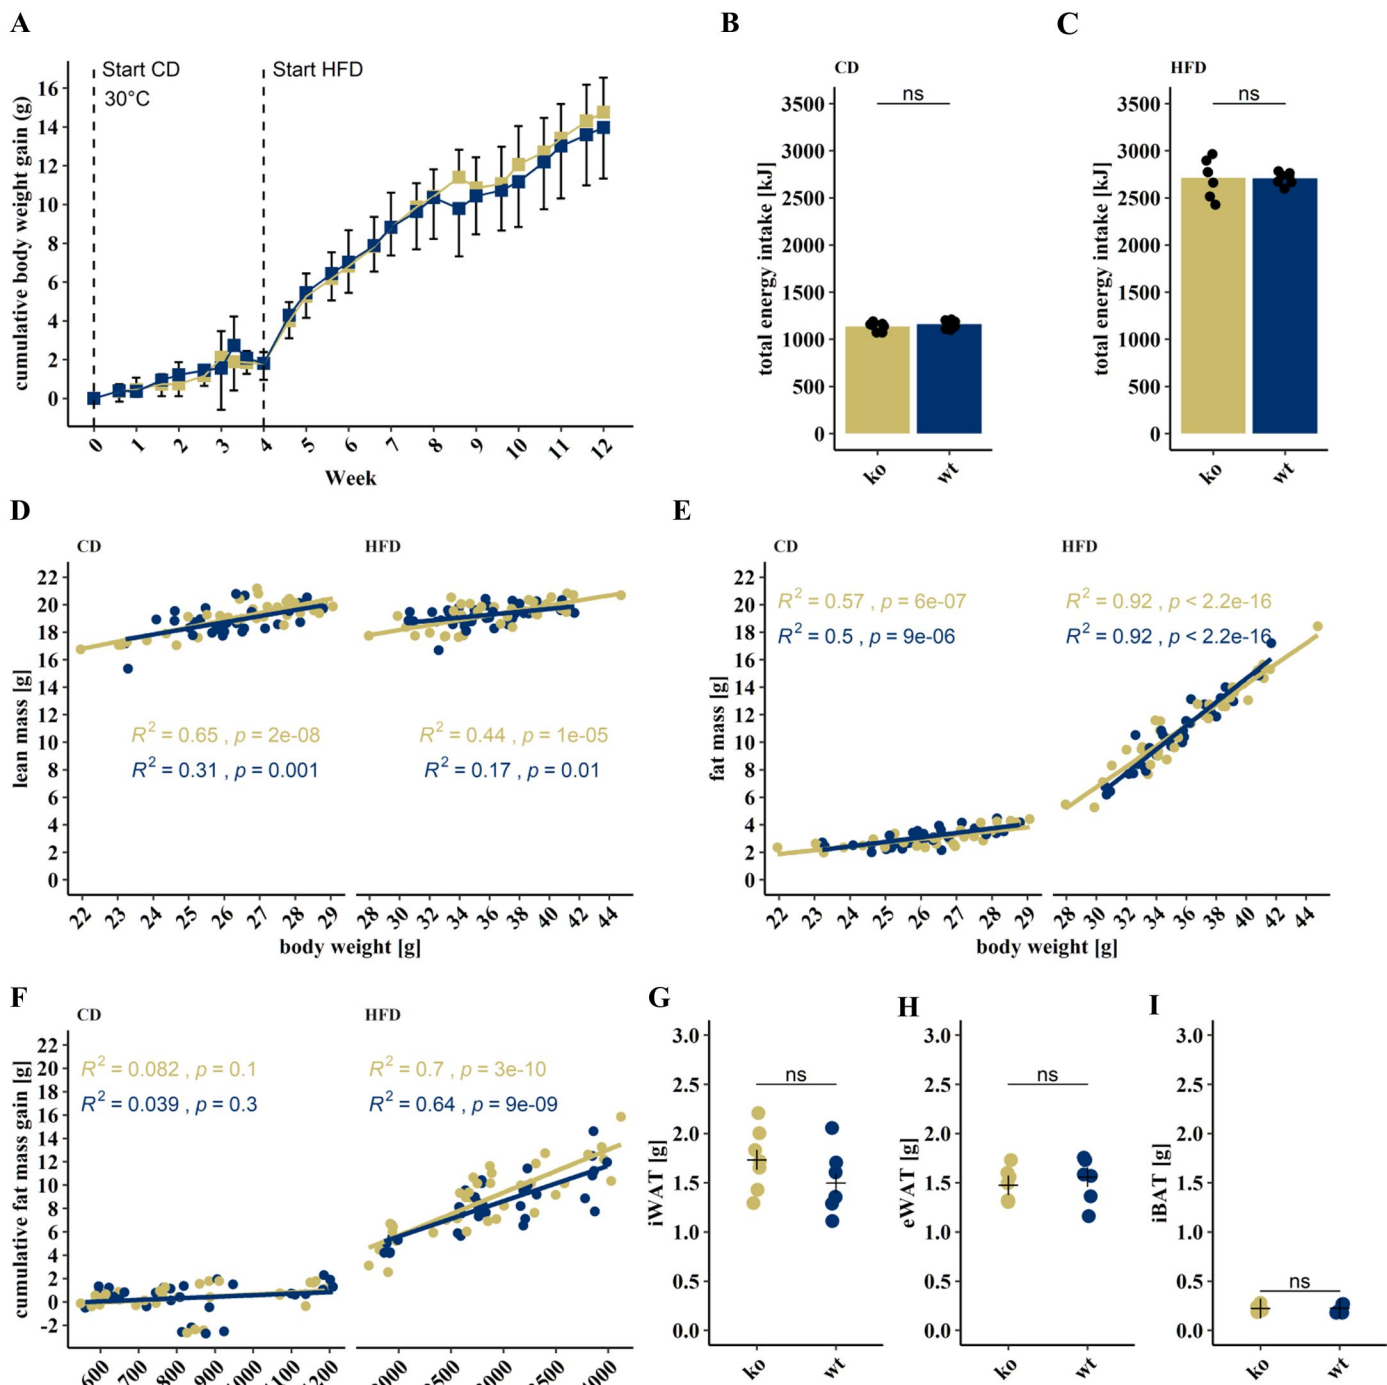 A
Start CD
30°C
Start HFD
cumulative body weight gain (g)
16
14
12
10
8
6
4
2
0
0 1 2 3 4 5 6 7 8 9 10 11 12
Week
B
CD
ns
total energy intake [kJ]
3500
3000
2500
2000
1500
1000
500
0
ko wt
C
HFD
ns
total energy intake [kJ]
3500
3000
2500
2000
1500
1000
500
0
ko wt
D
CD
HFD
lean mass [g]
22
20
18
16
14
12
10
8
6
4
2
0
R² = 0.65 , p = 2e-08
R² = 0.31 , p = 0.001
R² = 0.44 , p = 1e-05
R² = 0.17 , p = 0.01
22 23 24 25 26 27 28 29
28 30 32 34 36 38 40 42 44
body weight [g]
E
CD
HFD
fat mass [g]
22
20
18
16
14
12
10
8
6
4
2
0
R² = 0.57 , p = 6e-07
R² = 0.5 , p = 9e-06
R² = 0.92 , p < 2.2e-16
R² = 0.92 , p < 2.2e-16
22 23 24 25 26 27 28 29
28 30 32 34 36 38 40 42 44
body weight [g]
F
CD
HFD
cumulative fat mass gain [g]
22
20
18
16
14
12
10
8
6
4
2
0
-2
R² = 0.082 , p = 0.1
R² = 0.039 , p = 0.3
R² = 0.7 , p = 3e-10
R² = 0.64 , p = 9e-09
600 700 800 900
G
ns
iWAT [g]
3.0
2.5
2.0
1.5
1.0
0.5
0.0
ko wt
H
ns
eWAT [g]
3.0
2.5
2.0
1.5
1.0
0.5
0.0
ko wt
I
ns
iBAT [g]
3.0
2.5
2.0
1.5
1.0
0.5
0.0
ko wt